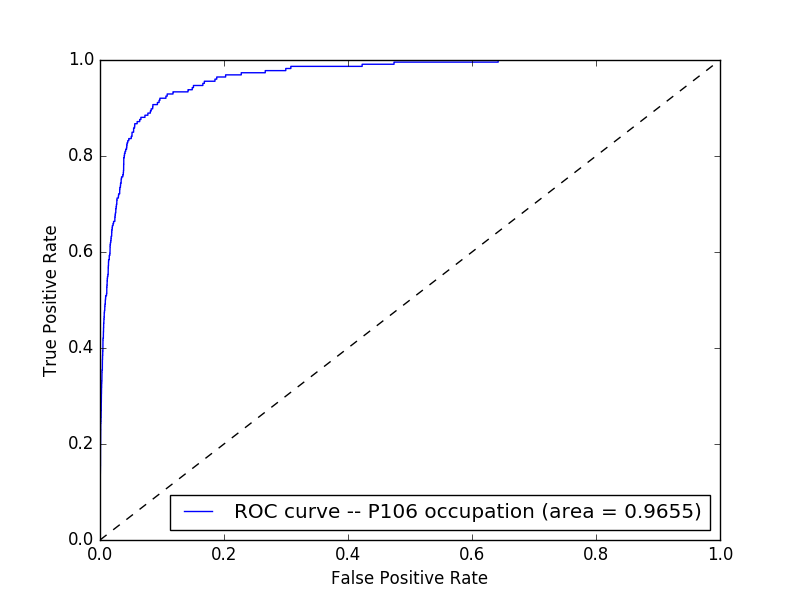 1.0
0.8
0.6
0.4
0.2
0.0
True Positive Rate
ROC curve -- P106 occupation (area = 0.9655)
0.0 0.2 0.4 0.6 0.8 1.0
False Positive Rate